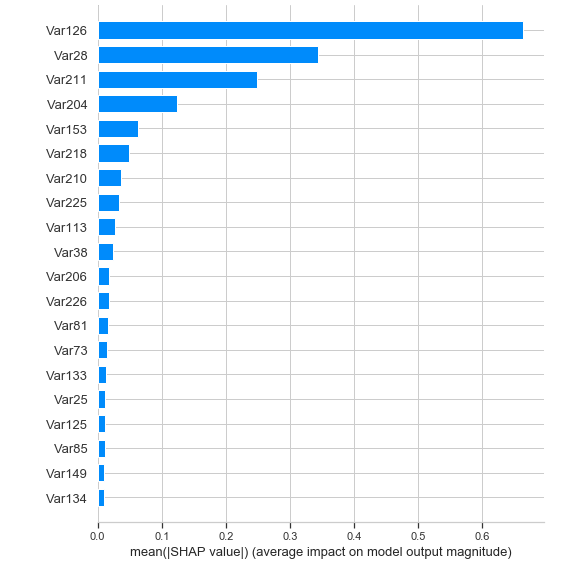 Var126
Var28
Var211
Var204
Var153
Var218
Var210
Var225
Var113
Var38
Var206
Var226
Var81
Var73
Var133
Var25
Var125
Var85
Var149
Var134
0.0 0.1 0.2 0.3 0.4 0.5 0.6
mean(|SHAP value|) (average impact on model output magnitude)